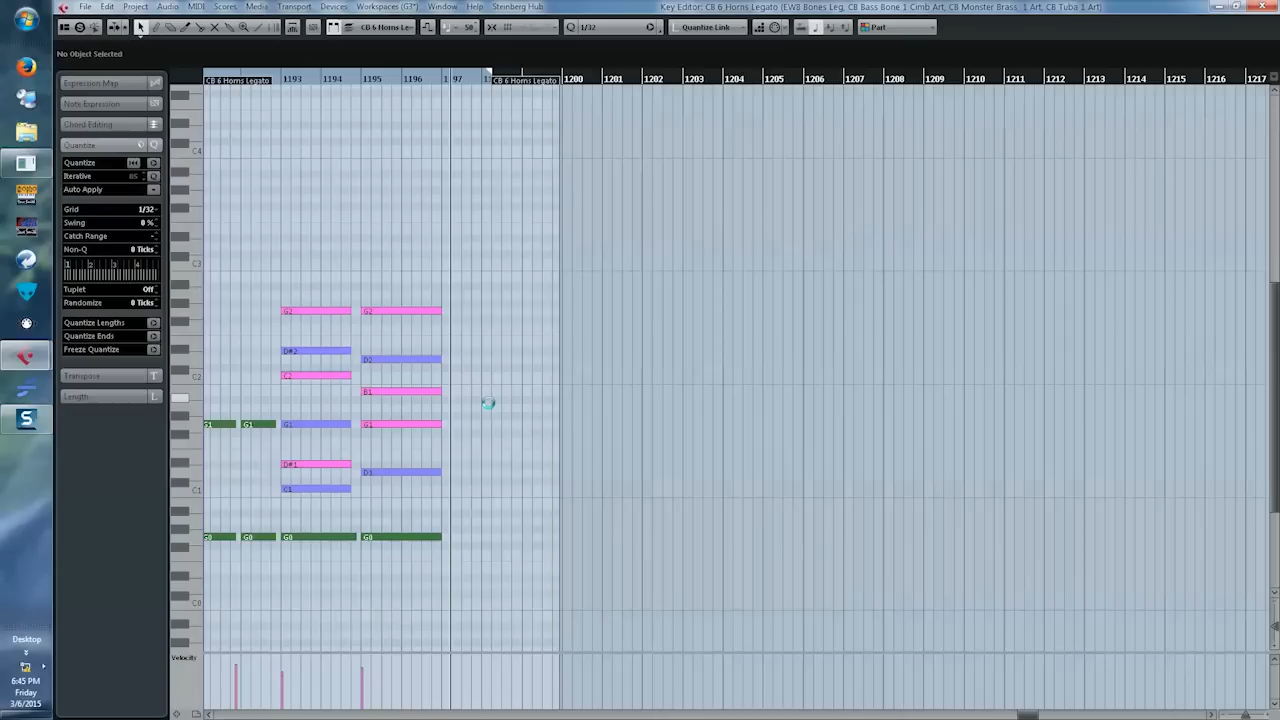 File Edit Project Audio MIDI Scores Media Transport Devices Workspaces (G3*) Window Help Steinberg Hub
Key Editor: (EWB Bones Leg, CB Bass Bone 1 Cimb Art, CB Monster Brass_1 Art, CB Tuba 1 Art)
CB 6 Horns Le 50 1/32 Quantize Link Part
No Object Selected
Expression Map
Note Expression
Chord Editing
Quantize
Quantize
Iterative 85
Auto Apply
Grid 1/32
Swing 0 %
Catch Range
Non-Q 0 Ticks
1 2 3 4
Tuplet Off
Randomize 0 Ticks
Quantize Lengths
Quantize Ends
Freeze Quantize
Transpose T
Length L
CB 6 Horns Legato 1193 1194 1195 1196 CB 6 Horns Legato 1200 1201 1202 1203 1204 1205 1206 1207 1208 1209 1210 1211 1212 1213 1214 1215 1216 1217
C4
C3
G2 G2
D#2
D2
C2 C2
B1
G1 G1 G1 G1
D#1
D1
C1 C1
G0 G0 G0 G0
C0
Velocity
Desktop
6:45 PM
Friday
3/6/2015